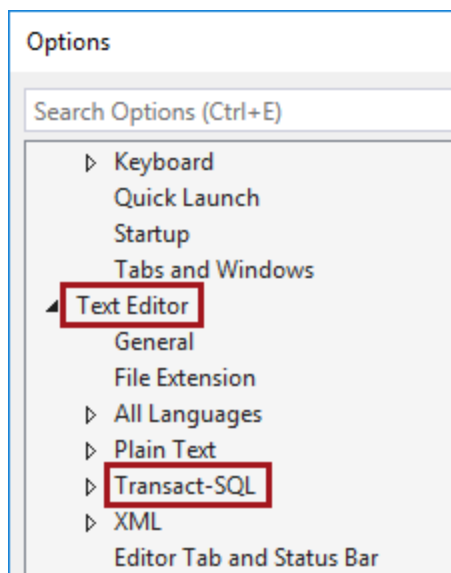 Options
Search Options (Ctrl+E)
Keyboard
Quick Launch
Startup
Tabs and Windows
Text Editor
General
File Extension
All Languages
Plain Text
Transact-SQL
XML
Editor Tab and Status Bar